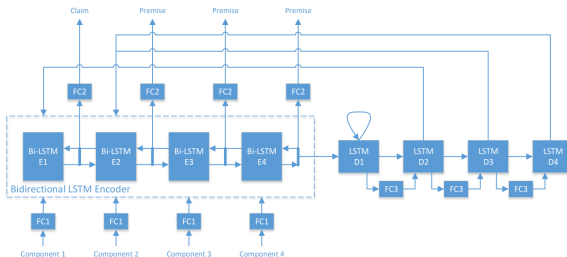 Claim Premise Premise Premise
FC2 FC2 FC2 FC2
Bi-LSTM E1 Bi-LSTM E2 Bi-LSTM E3 Bi-LSTM E4 LSTM D1 LSTM D2 LSTM D3 LSTM D4
Bidirectional LSTM Encoder
FC3 FC3 FC3
FC1 FC1 FC1 FC1
Component 1 Component 2 Component 3 Component 4